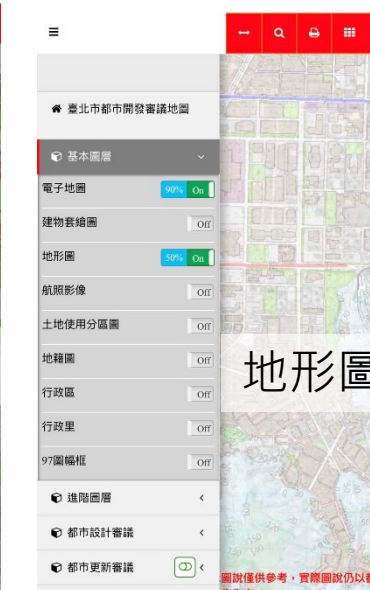 臺北市都市開發審議地圖
基本圖層
電子地圖 90% On
建物套繪圖 Off
地形圖 50% On
航照影像 Off
土地使用分區圖 Off
地籍圖 Off
行政區 Off
行政里 Off
97圖幅框 Off
進階圖層
都市設計審議
都市更新審議
地形圖
圖說僅供參考，實際圖說仍以